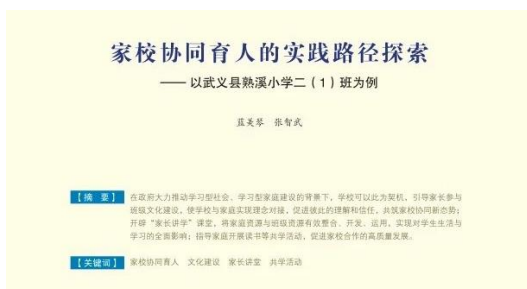 家校协同育人的实践路径探索
—— 以武义县熟溪小学二（1）班为例
蓝美琴 张智武
【摘 要】 在政府大力推动学习型社会、学习型家庭建设的背景下，学校可以此为契机，引导家长参与
班级文化建设，使学校与家庭实现理念对接，促进彼此的理解和信任，共筑家校协同新态势；
开辟“家长讲学”课堂，将家庭资源与班级资源有效整合、开发、运用，实现对学生生活与
学习的全面影响；指导家庭开展读书等共学活动，促进家校合作的高质量发展。
【关键词】 家校协同育人 文化建设 家长讲堂 共学活动